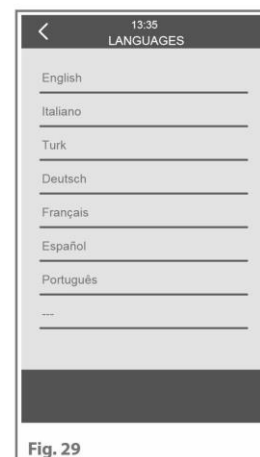 13:35
LANGUAGES
English
Italiano
Turk
Deutsch
Français
Español
Português
---
Fig. 29